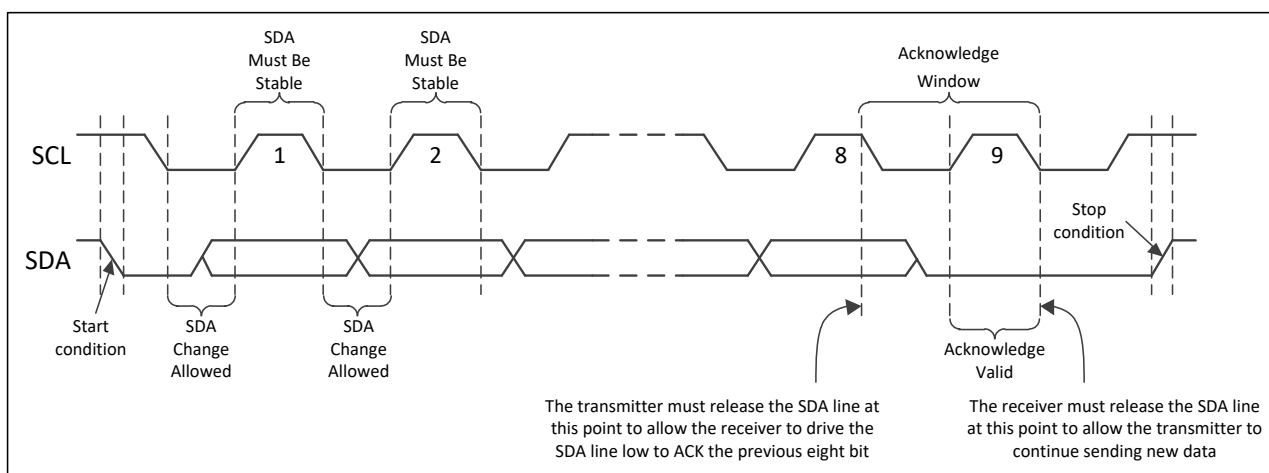 SDA
Must Be
Stable
SDA
Must Be
Stable
Acknowledge
Window
SCL
1
2
8
9
SDA
Stop
condition
Start
condition
SDA
Change
Allowed
SDA
Change
Allowed
Acknowledge
Valid
The transmitter must release the SDA line at
this point to allow the receiver to drive the
SDA line low to ACK the previous eight bit
The receiver must release the SDA line
at this point to allow the transmitter to
continue sending new data